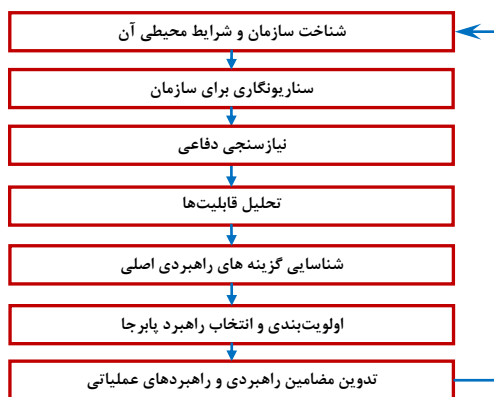 شناخت سازمان و شرایط محیطی آن
سناریونگاری برای سازمان
نیازسنجی دفاعی
تحلیل قابلیت‌ها
شناسایی گزینه های راهبردی اصلی
اولویت‌بندی و انتخاب راهبرد پابرجا
تدوین مضامین راهبردی و راهبردهای عملیاتی